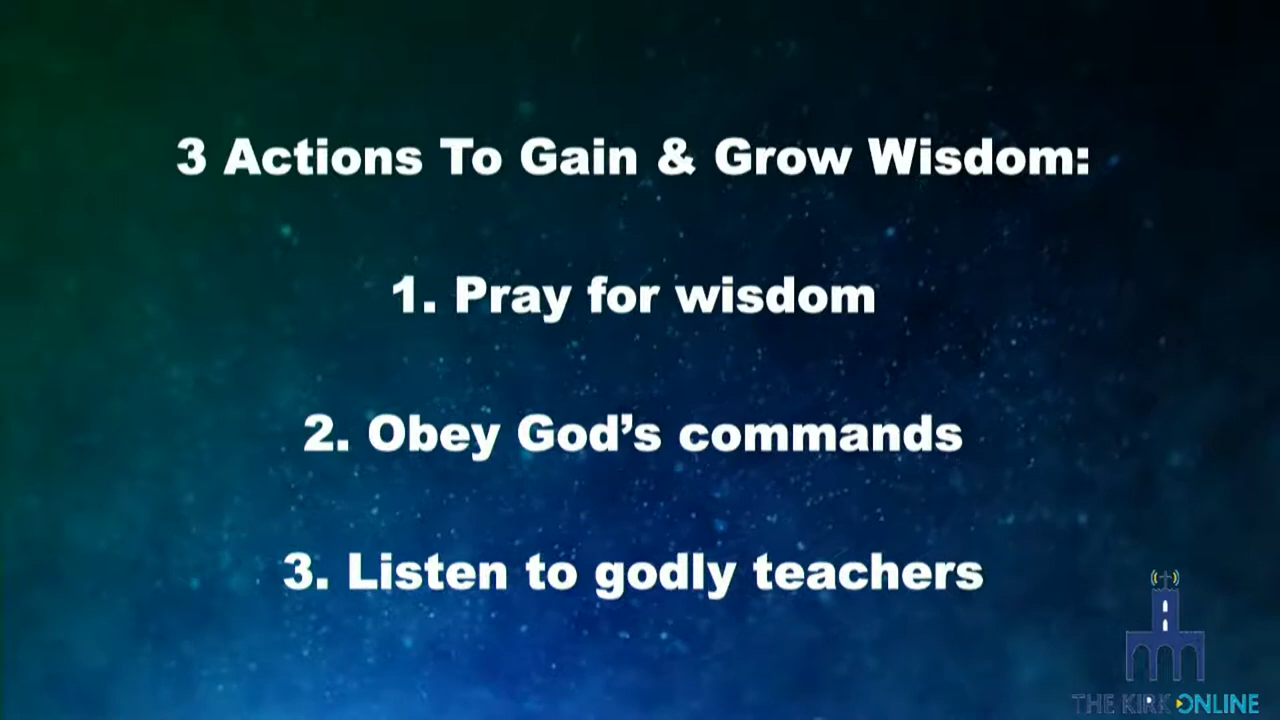 3 Actions To Gain & Grow Wisdom:
1. Pray for wisdom
2. Obey God’s commands
3. Listen to godly teachers
THE KIRK ONLINE